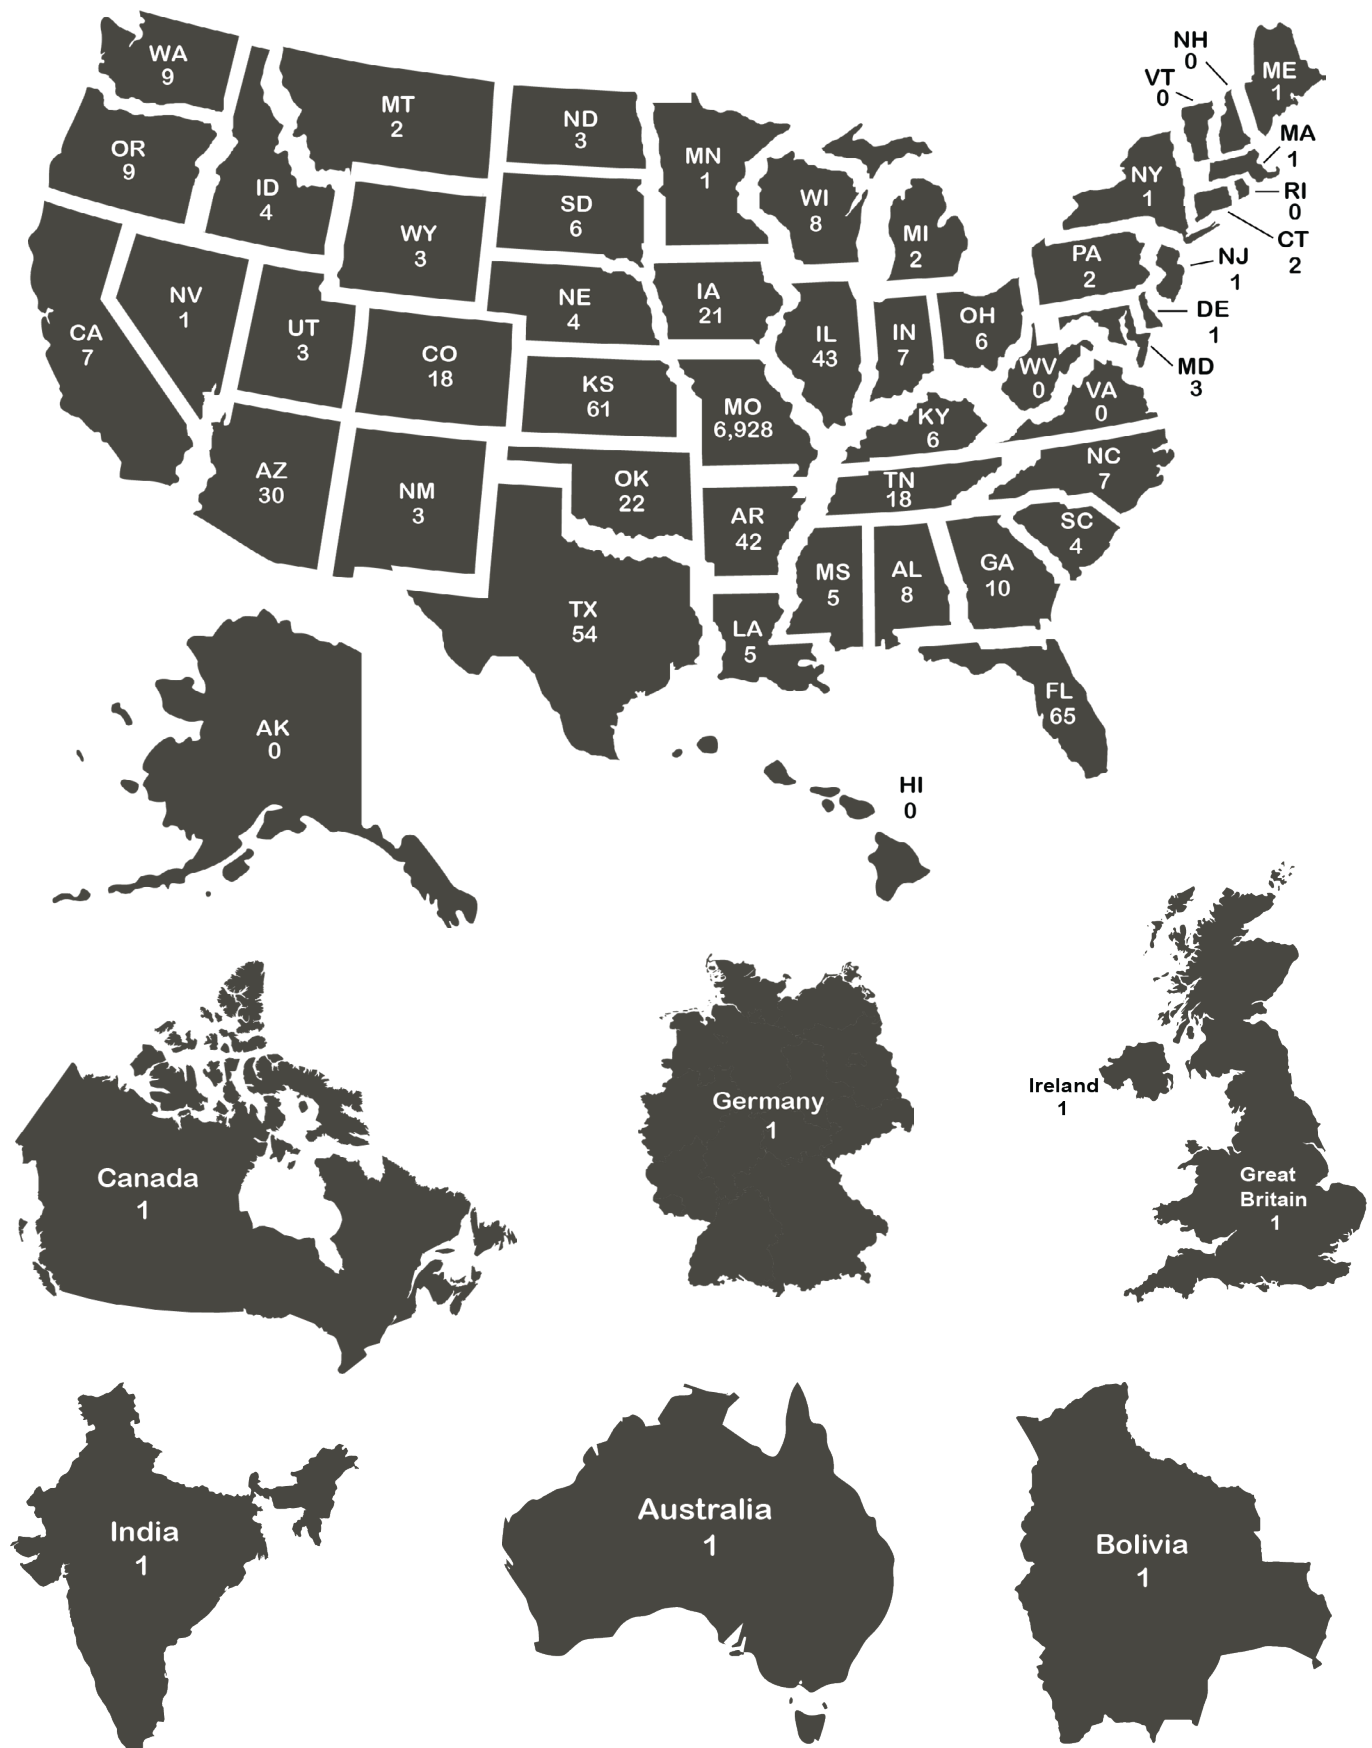 WA
9
OR
9
ID
4
MT
2
ND
3
MN
1
SD
6
WY
3
WI
8
MI
2
NY
1
VT
0
NH
0
ME
1
MA
1
RI
0
CT
2
NJ
1
PA
2
DE
1
MD
3
CA
7
NV
1
UT
3
CO
18
NE
4
IA
21
IL
43
IN
7
OH
6
WV
0
VA
0
KS
61
MO
6,928
KY
6
NC
7
TN
18
AZ
30
NM
3
OK
22
AR
42
SC
4
MS
5
AL
8
GA
10
TX
54
LA
5
FL
65
AK
0
HI
0
Canada
1
Germany
1
Ireland
1
Great
Britain
1
India
1
Australia
1
Bolivia
1